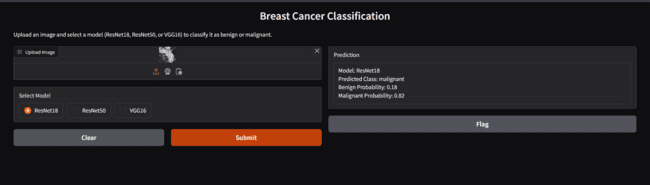 Breast Cancer Classification
Upload an image and select a model (ResNet18, ResNet50, or VGG16) to classify it as benign or malignant.
Upload Image
Select Model
ResNet18
ResNet50
VGG16
Clear
Submit
Prediction
Model: ResNet18
Predicted Class: malignant
Benign Probability: 0.18
Malignant Probability: 0.82
Flag